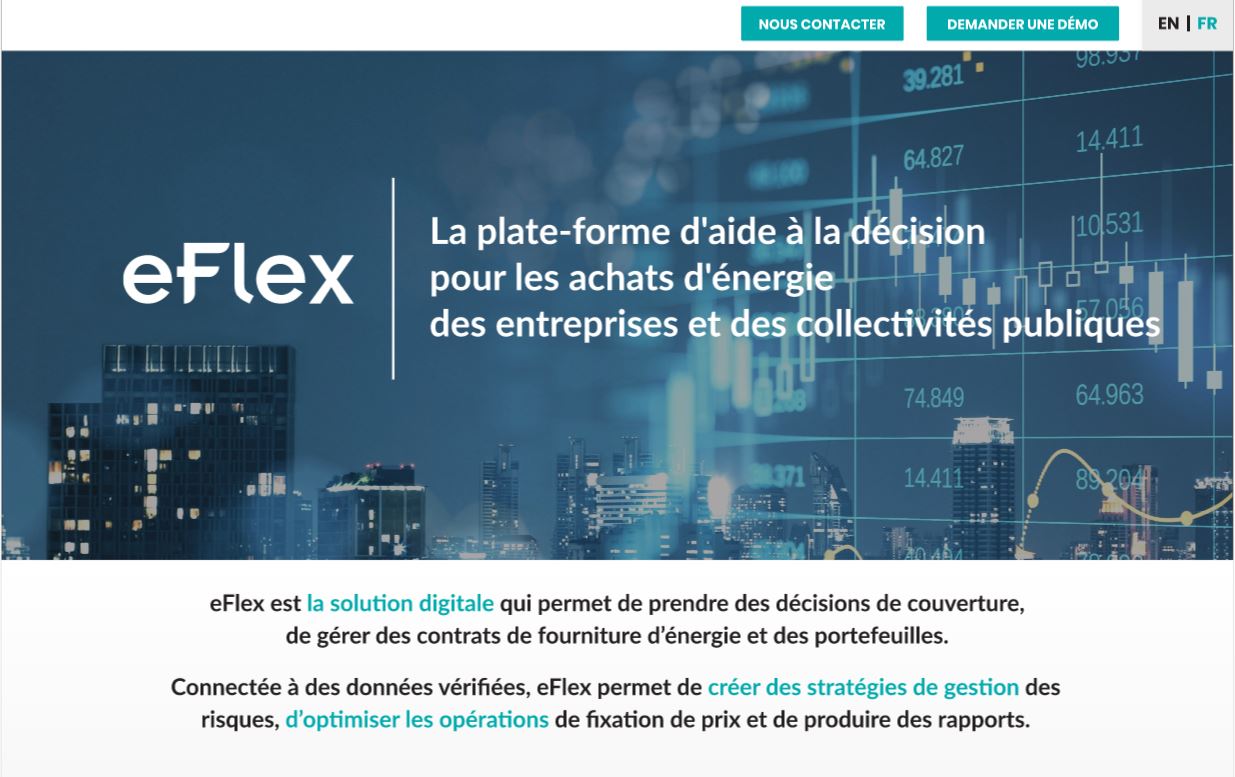 NOUS CONTACTER
DEMANDER UNE DÉMO
EN | FR
39.281
98.937
64.827
14.411
10.531
57.056
74.849
64.963
14.411
89.204
eFlex
La plate-forme d'aide à la décision
pour les achats d'énergie
des entreprises et des collectivités publiques
eFlex est la solution digitale qui permet de prendre des décisions de couverture,
de gérer des contrats de fourniture d’énergie et des portefeuilles.
Connectée à des données vérifiées, eFlex permet de créer des stratégies de gestion des
risques, d’optimiser les opérations de fixation de prix et de produire des rapports.